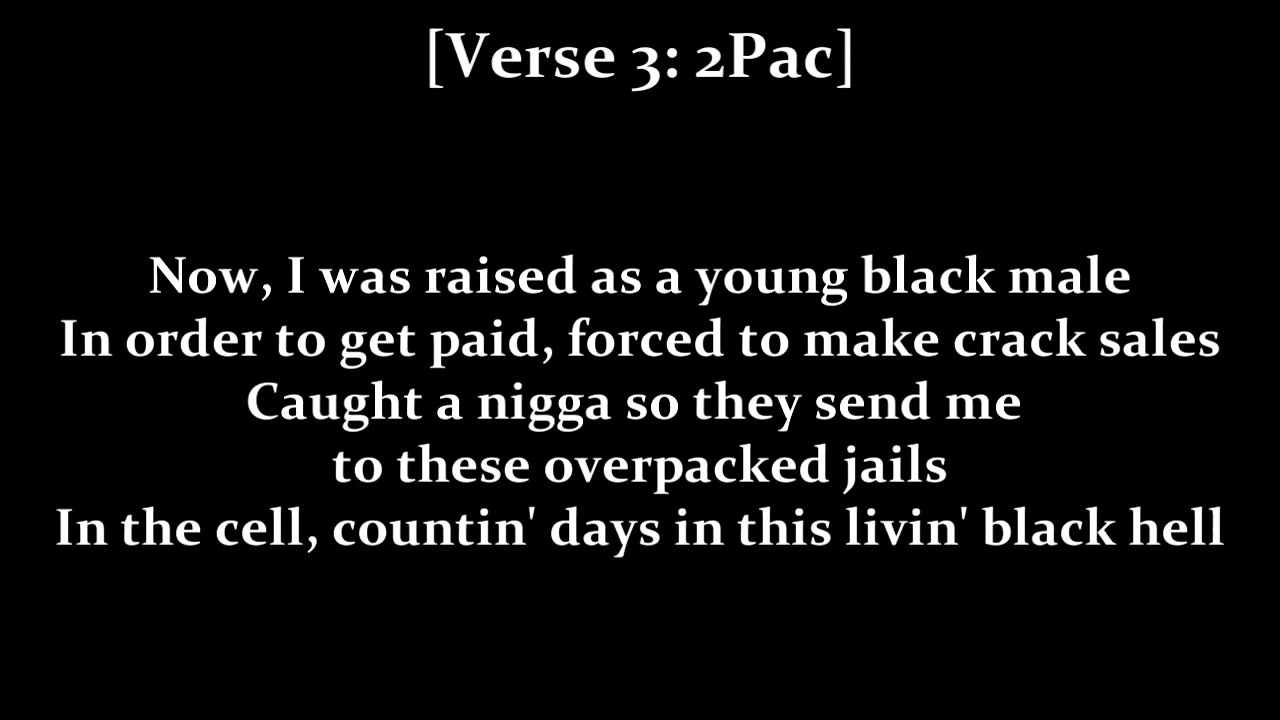 [Verse 3: 2Pac]
Now, I was raised as a young black male
In order to get paid, forced to make crack sales
Caught a nigga so they send me
to these overpacked jails
In the cell, countin' days in this livin' black hell